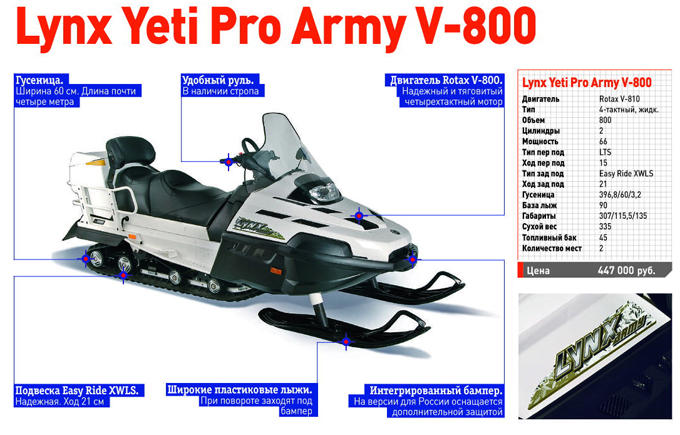 Lynx Yeti Pro Army V-800
Гусеница.
Ширина 60 см. Длина почти
четыре метра
Удобный руль.
В наличии стропа
Двигатель Rotax V-800.
Надежный и тяговитый
четырехтактный мотор
Lynx Yeti Pro Army V-800
Двигатель Rotax V-810
Тип 4-тактный, жидк.
Объем 800
Цилиндры 2
Мощность 66
Тип пер под LTS
Ход пер под 15
Тип зад под Easy Ride XWLS
Ход зад под 21
Гусеница 396,8/60/3,2
База лыж 90
Габариты 307/115,5/135
Сухой вес 335
Топливный бак 45
Количество мест 2
Цена 447 000 руб.
LYNX
LYNX
army
Подвеска Easy Ride XWLS.
Надежная. Ход 21 см
Широкие пластиковые лыжи.
При повороте заходят под
бампер
Интегрированный бампер.
На версии для России оснащается
дополнительной защитой